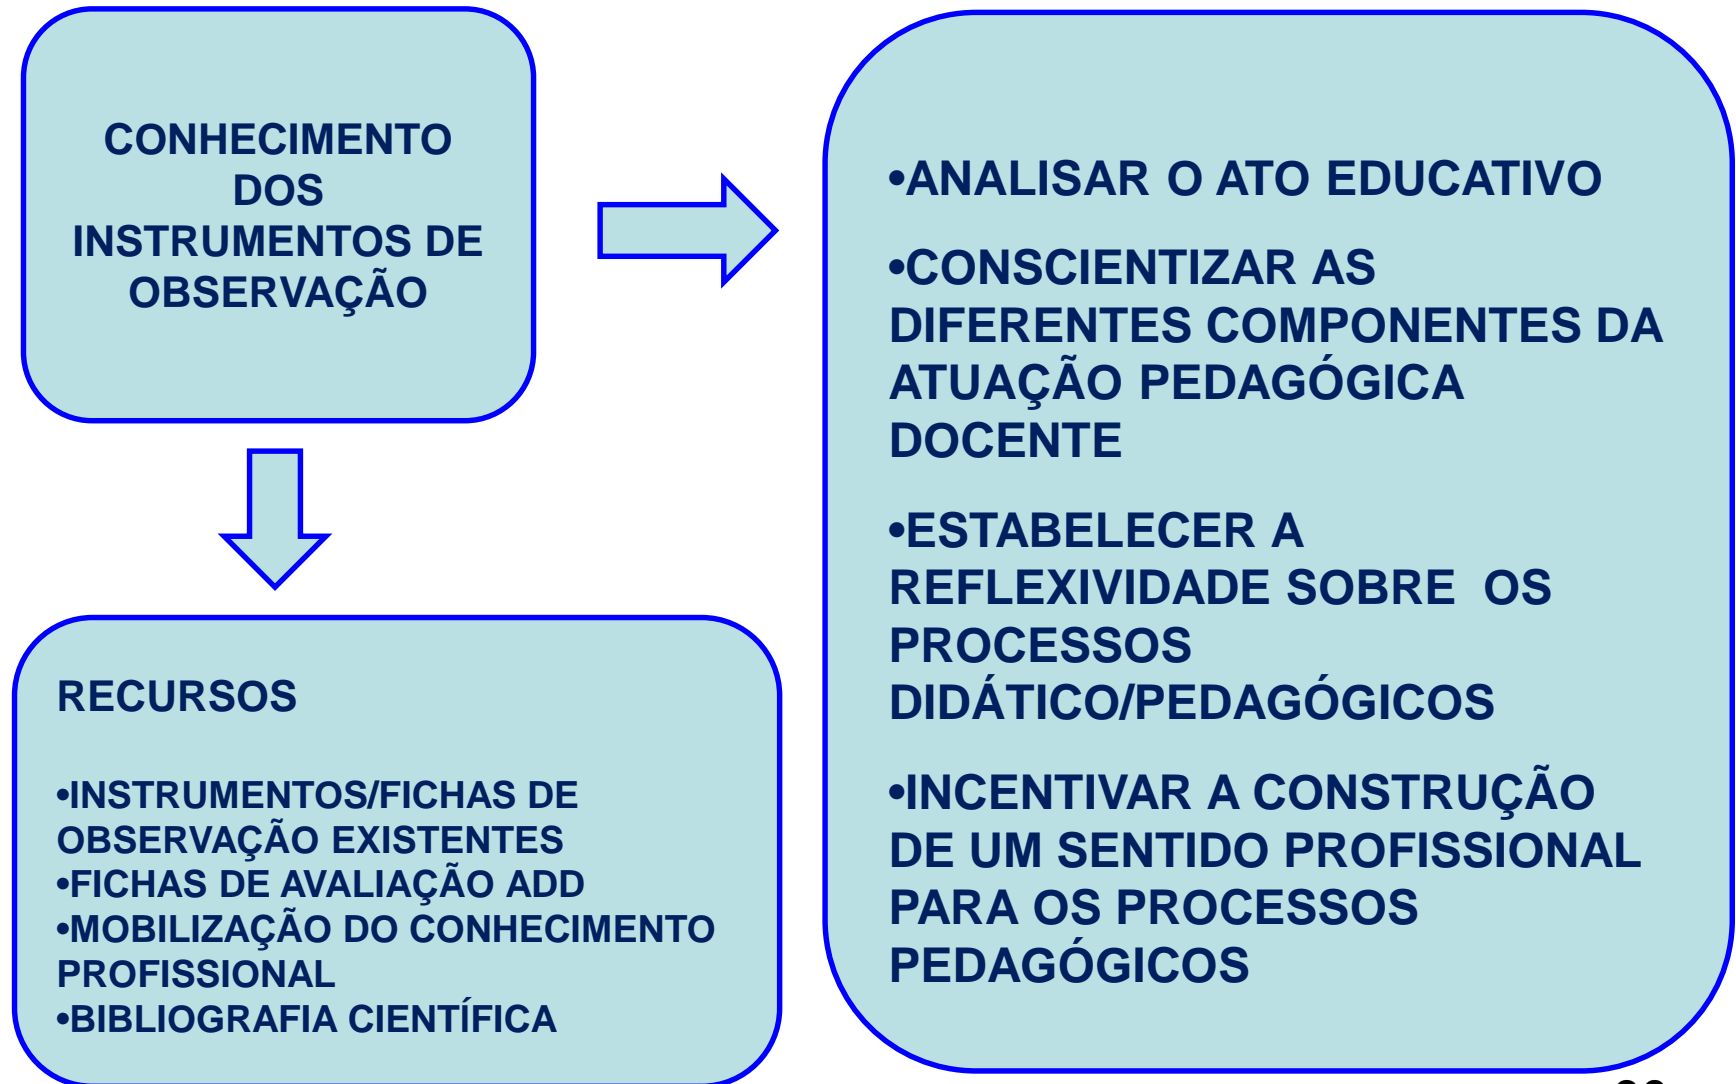 CONHECIMENTO
DOS
INSTRUMENTOS DE
OBSERVAÇÃO
•ANALISAR O ATO EDUCATIVO
•CONSCIENTIZAR AS
DIFERENTES COMPONENTES DA
ATUAÇÃO PEDAGÓGICA
DOCENTE
•ESTABELECER A
REFLEXIVIDADE SOBRE OS
PROCESSOS
DIDÁTICO/PEDAGÓGICOS
•INCENTIVAR A CONSTRUÇÃO
DE UM SENTIDO PROFISSIONAL
PARA OS PROCESSOS
PEDAGÓGICOS
RECURSOS
•INSTRUMENTOS/FICHAS DE
OBSERVAÇÃO EXISTENTES
•FICHAS DE AVALIAÇÃO ADD
•MOBILIZAÇÃO DO CONHECIMENTO
PROFISSIONAL
•BIBLIOGRAFIA CIENTÍFICA